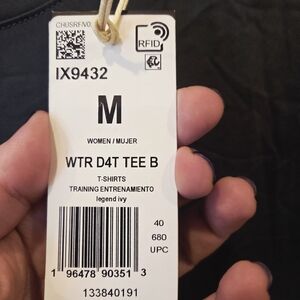 RFID
IX9432
M
WOMEN / MUJER
WTR D4T TEE B
T-SHIRTS
TRAINING ENTRENAMIENTO
legend ivy
40
680
UPC
1 96478 90351 3
133840191